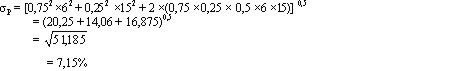 σp = [0,75² ×6² + 0,25² ×15² + 2 ×(0,75 ×0,25 × 0,5 ×6 ×15)] ^0,5
= (20,25 + 14,06 + 16,875)^0,5
= √51,185
= 7,15%